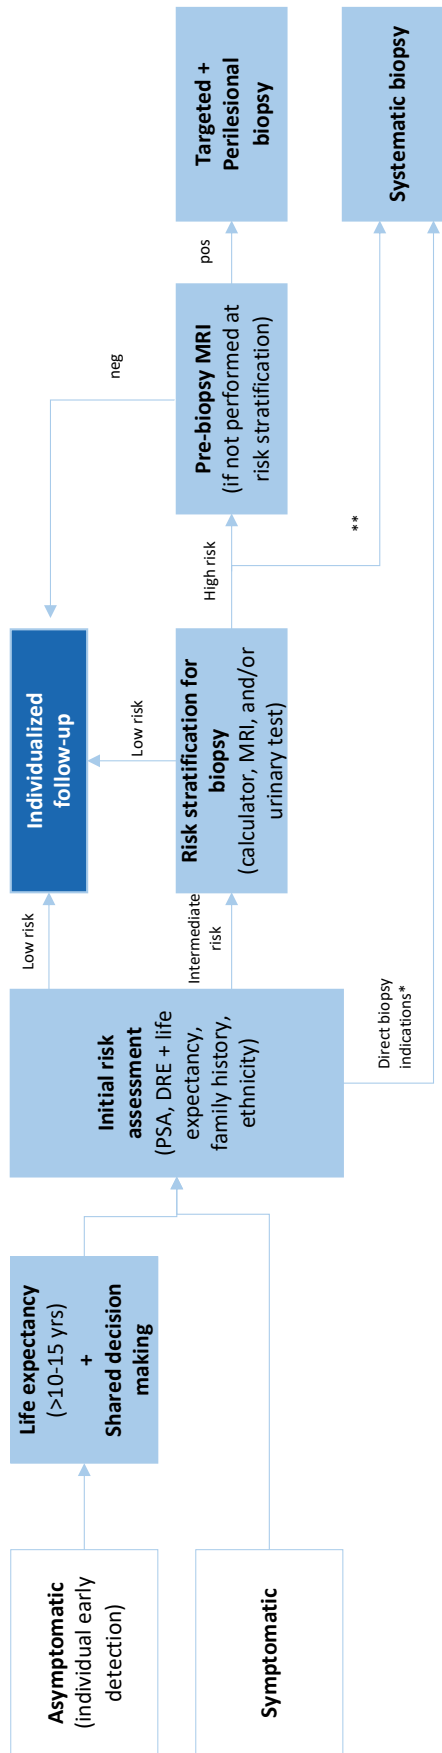 Asymptomatic
(individual early
detection)
Symptomatic
Life expectancy
(>10-15 yrs)
+
Shared decision
making
Initial risk
assessment
(PSA, DRE + life
expectancy,
family history,
ethnicity)
Low risk
Intermediate
risk
Direct biopsy
indications*
Individualized
follow-up
Low risk
Risk stratification for
biopsy
(calculator, MRI, and/or
urinary test)
High risk
**
neg
Pre-biopsy MRI
(if not performed at
risk stratification)
pos
Targeted +
Perilesional
biopsy
Systematic biopsy